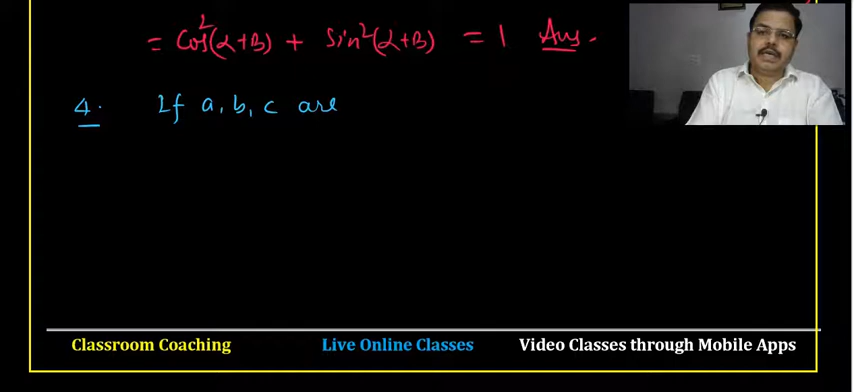 = Cos²(α+β) + Sin²(α+β) = 1 Ans.
4. If a, b, c are
Classroom Coaching Live Online Classes Video Classes through Mobile Apps